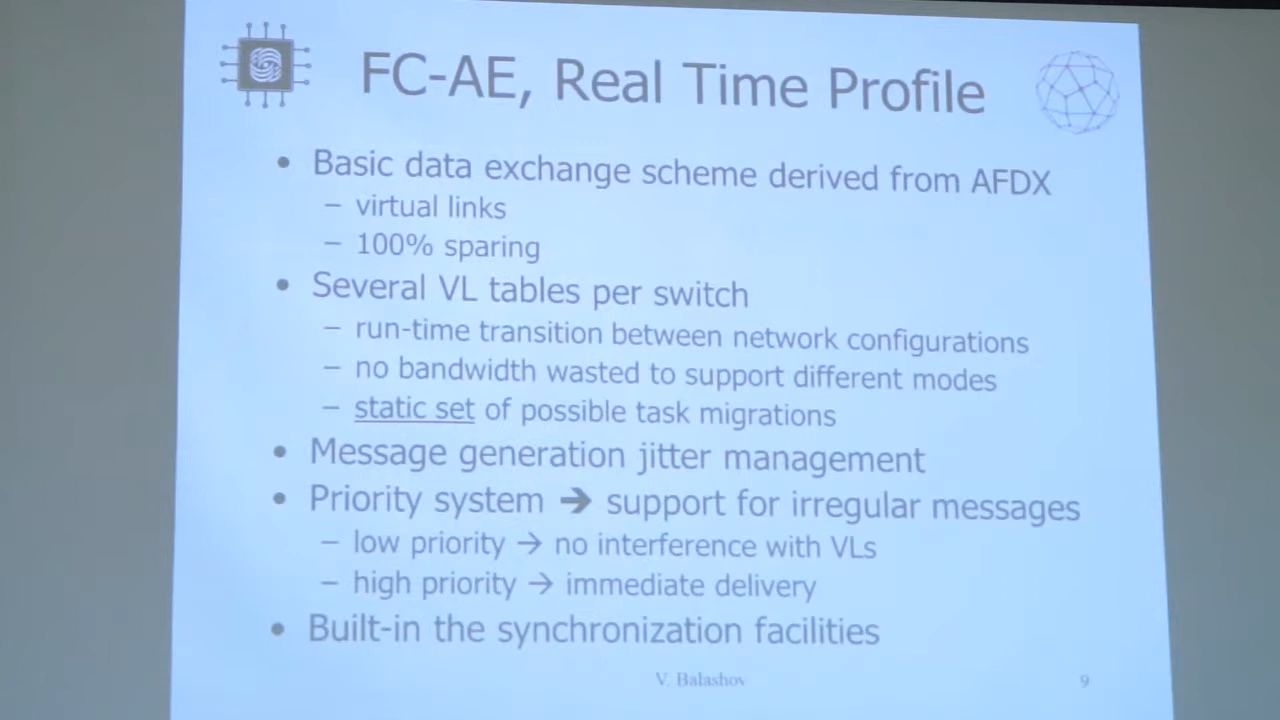 FC-AE, Real Time Profile
• Basic data exchange scheme derived from AFDX
– virtual links
– 100% sparing
• Several VL tables per switch
– run-time transition between network configurations
– no bandwidth wasted to support different modes
– static set of possible task migrations
• Message generation jitter management
• Priority system → support for irregular messages
– low priority → no interference with VLs
– high priority → immediate delivery
• Built-in the synchronization facilities
V. Balashov
9